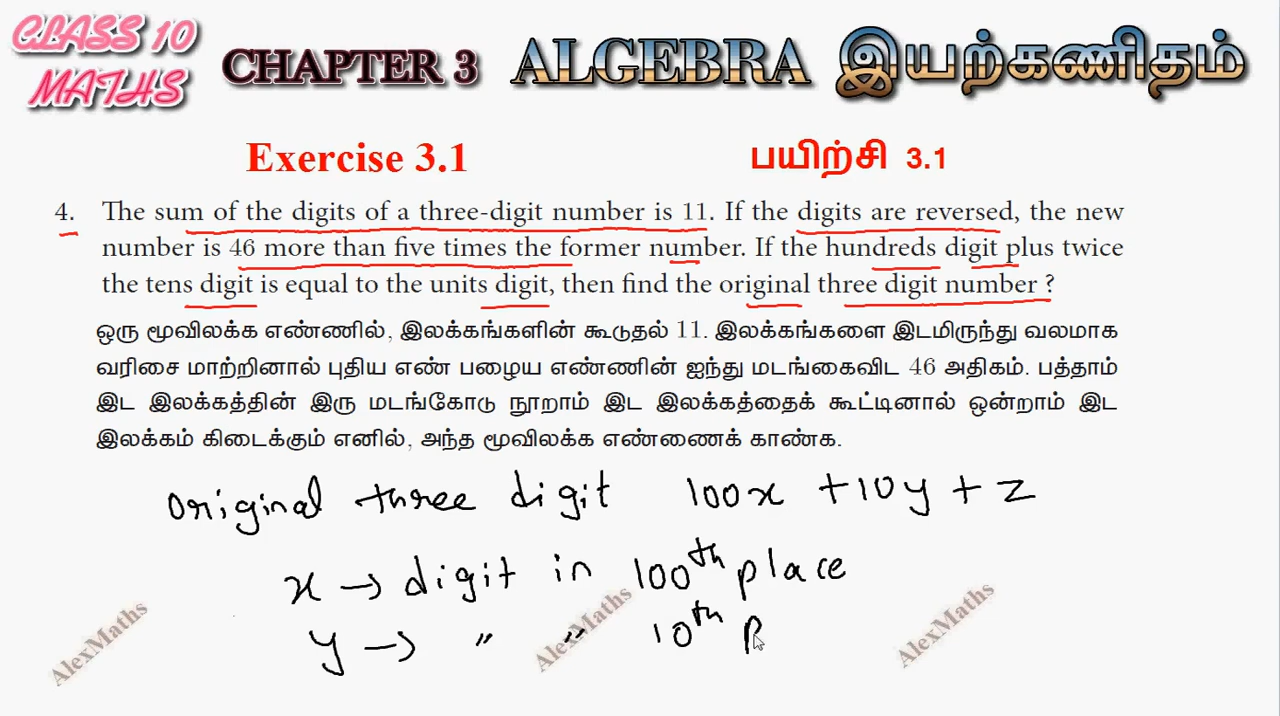 CLASS 10
MATHS
CHAPTER 3 ALGEBRA இயற்கணிதம்
Exercise 3.1 பயிற்சி 3.1
4. The sum of the digits of a three-digit number is 11. If the digits are reversed, the new
number is 46 more than five times the former number. If the hundreds digit plus twice
the tens digit is equal to the units digit, then find the original three digit number ?
ஒரு மூவிலக்க எண்ணில், இலக்கங்களின் கூடுதல் 11. இலக்கங்களை இடமிருந்து வலமாக
வரிசை மாற்றினால் புதிய எண் பழைய எண்ணின் ஐந்து மடங்கைவிட 46 அதிகம். பத்தாம்
இட இலக்கத்தின் இரு மடங்கோடு நூறாம் இட இலக்கத்தைக் கூட்டினால் ஒன்றாம் இட
இலக்கம் கிடைக்கும் எனில், அந்த மூவிலக்க எண்ணைக் காண்க.
original three digit 100x + 10y + z
x → digit in 100th place
y → " " 10th p
AlexMaths AlexMaths AlexMaths